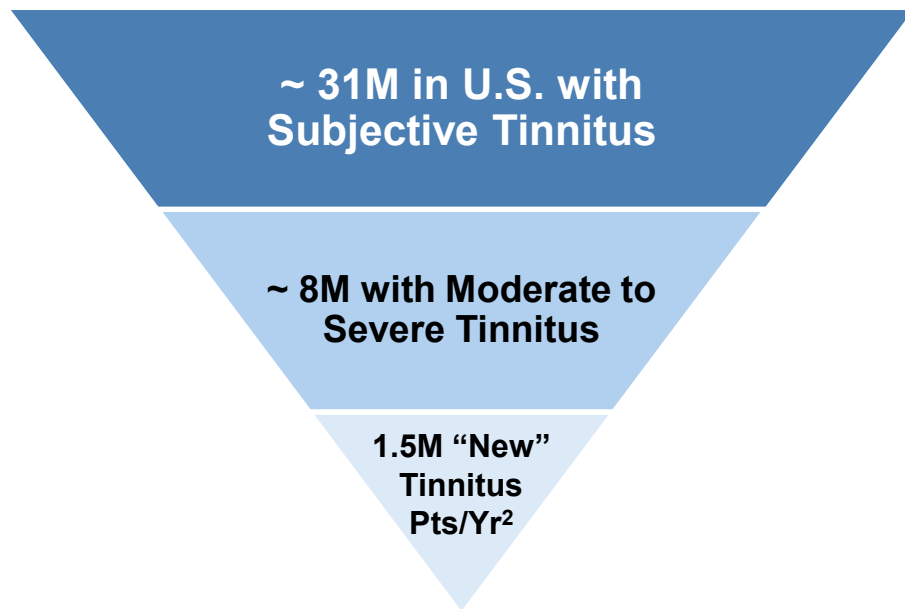 ~ 31M in U.S. with
Subjective Tinnitus
~ 8M with Moderate to
Severe Tinnitus
1.5M “New”
Tinnitus
Pts/Yr²